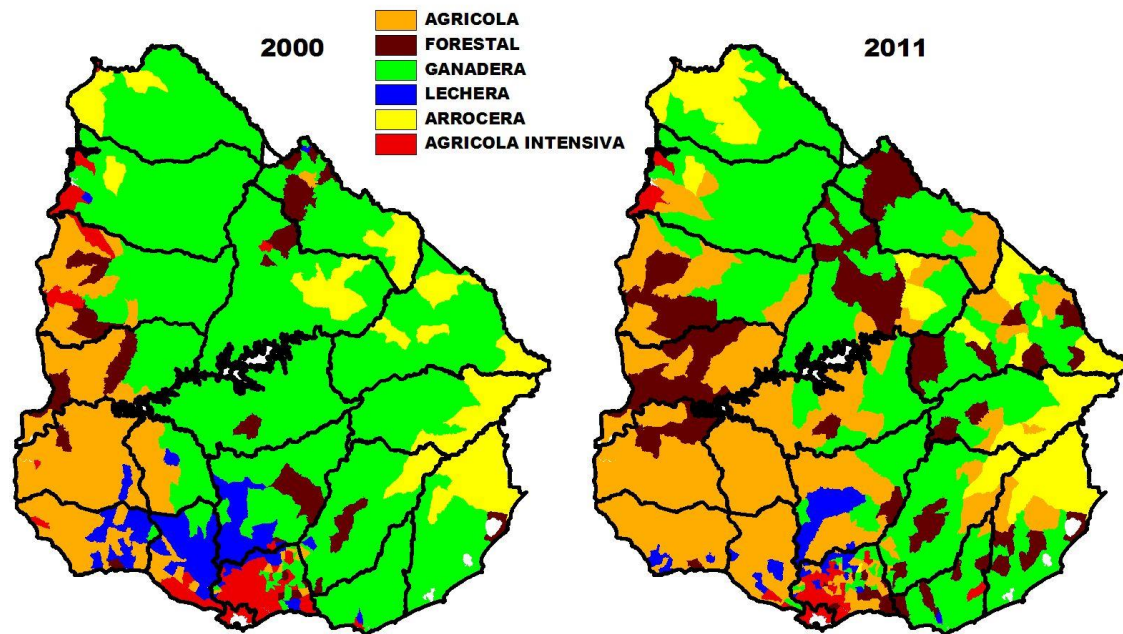 2000
AGRICOLA
FORESTAL
GANADERA
LECHERA
ARROCERA
AGRICOLA INTENSIVA
2011